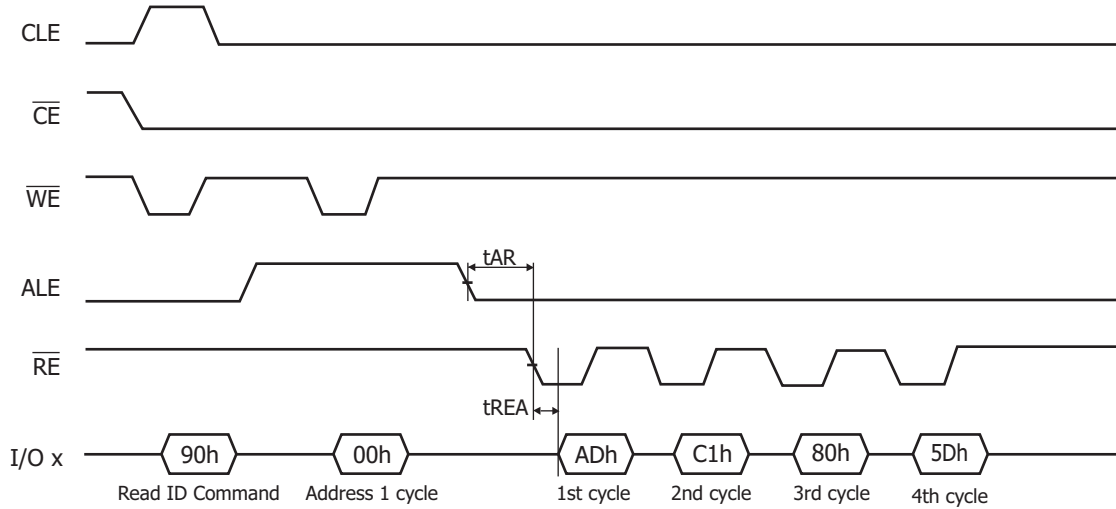 CLE
CE
WE
ALE
tAR
RE
tREA
I/O x
90h 00h ADh C1h 80h 5Dh
Read ID Command Address 1 cycle 1st cycle 2nd cycle 3rd cycle 4th cycle